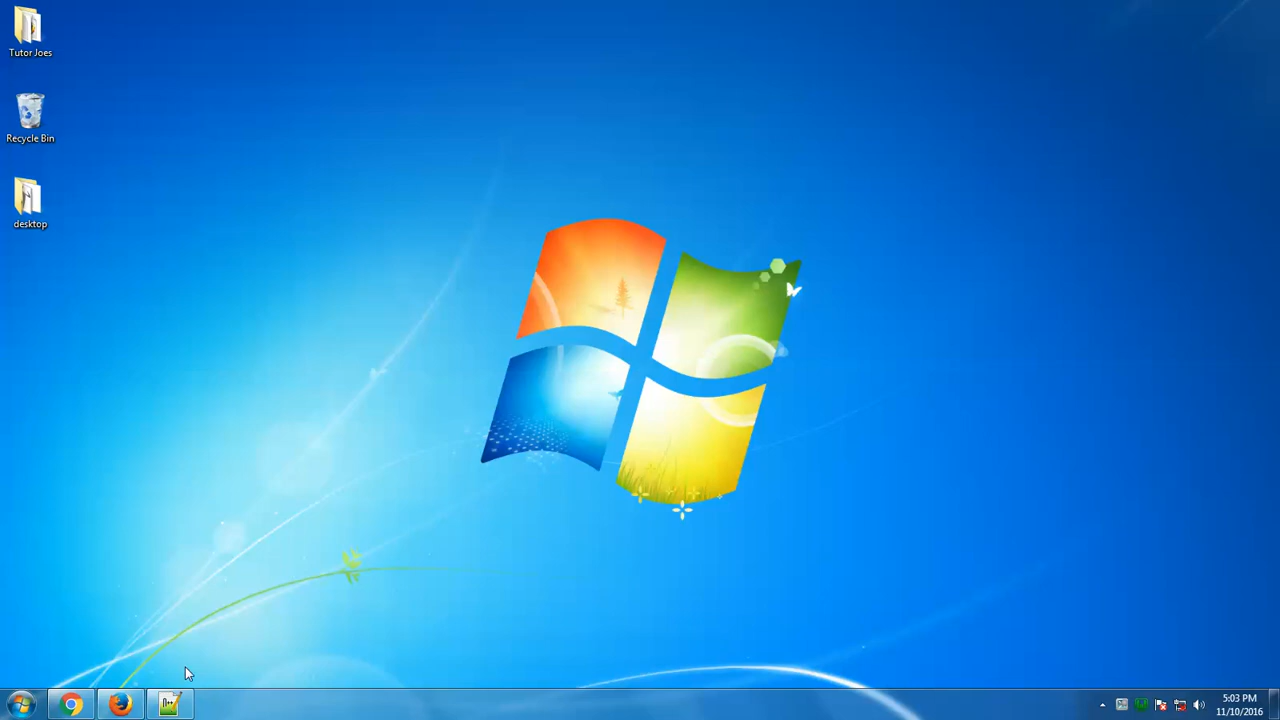 Tutor Joes
Recycle Bin
desktop
5:03 PM
11/10/2016